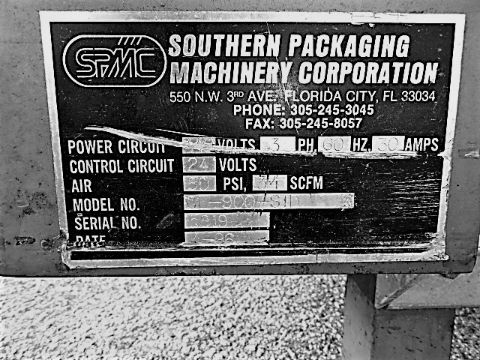 SPMC
SOUTHERN PACKAGING
MACHINERY CORPORATION
550 N.W. 3RD AVE. FLORIDA CITY, FL 33034
PHONE: 305-245-3045
FAX: 305-245-8057
POWER CIRCUIT VOLTS 3 PH, 60 HZ, 30 AMPS
CONTROL CIRCUIT 24 VOLTS
AIR PSI, SCFM
MODEL NO.
SERIAL NO.
DATE